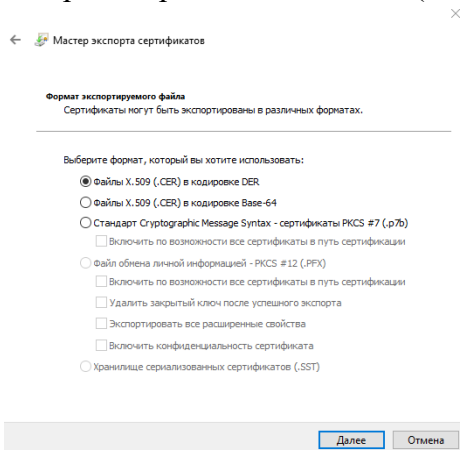 Мастер экспорта сертификатов
Формат экспортируемого файла
Сертификаты могут быть экспортированы в различных форматах.
Выберите формат, который вы хотите использовать:
Файлы X.509 (.CER) в кодировке DER
Файлы X.509 (.CER) в кодировке Base-64
Стандарт Cryptographic Message Syntax - сертификаты PKCS #7 (.p7b)
Включить по возможности все сертификаты в путь сертификации
Файл обмена личной информацией - PKCS #12 (.PFX)
Включить по возможности все сертификаты в путь сертификации
Удалить закрытый ключ после успешного экспорта
Экспортировать все расширенные свойства
Включить конфиденциальность сертификата
Хранилище сериализованных сертификатов (.SST)
Далее Отмена